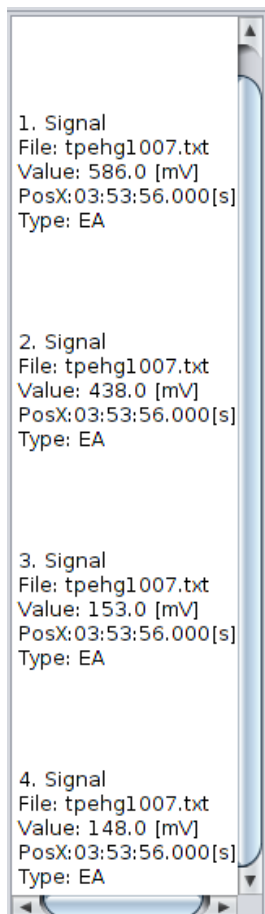 1. Signal
File: tpehg1007.txt
Value: 586.0 [mV]
PosX:03:53:56.000[s]
Type: EA
2. Signal
File: tpehg1007.txt
Value: 438.0 [mV]
PosX:03:53:56.000[s]
Type: EA
3. Signal
File: tpehg1007.txt
Value: 153.0 [mV]
PosX:03:53:56.000[s]
Type: EA
4. Signal
File: tpehg1007.txt
Value: 148.0 [mV]
PosX:03:53:56.000[s]
Type: EA